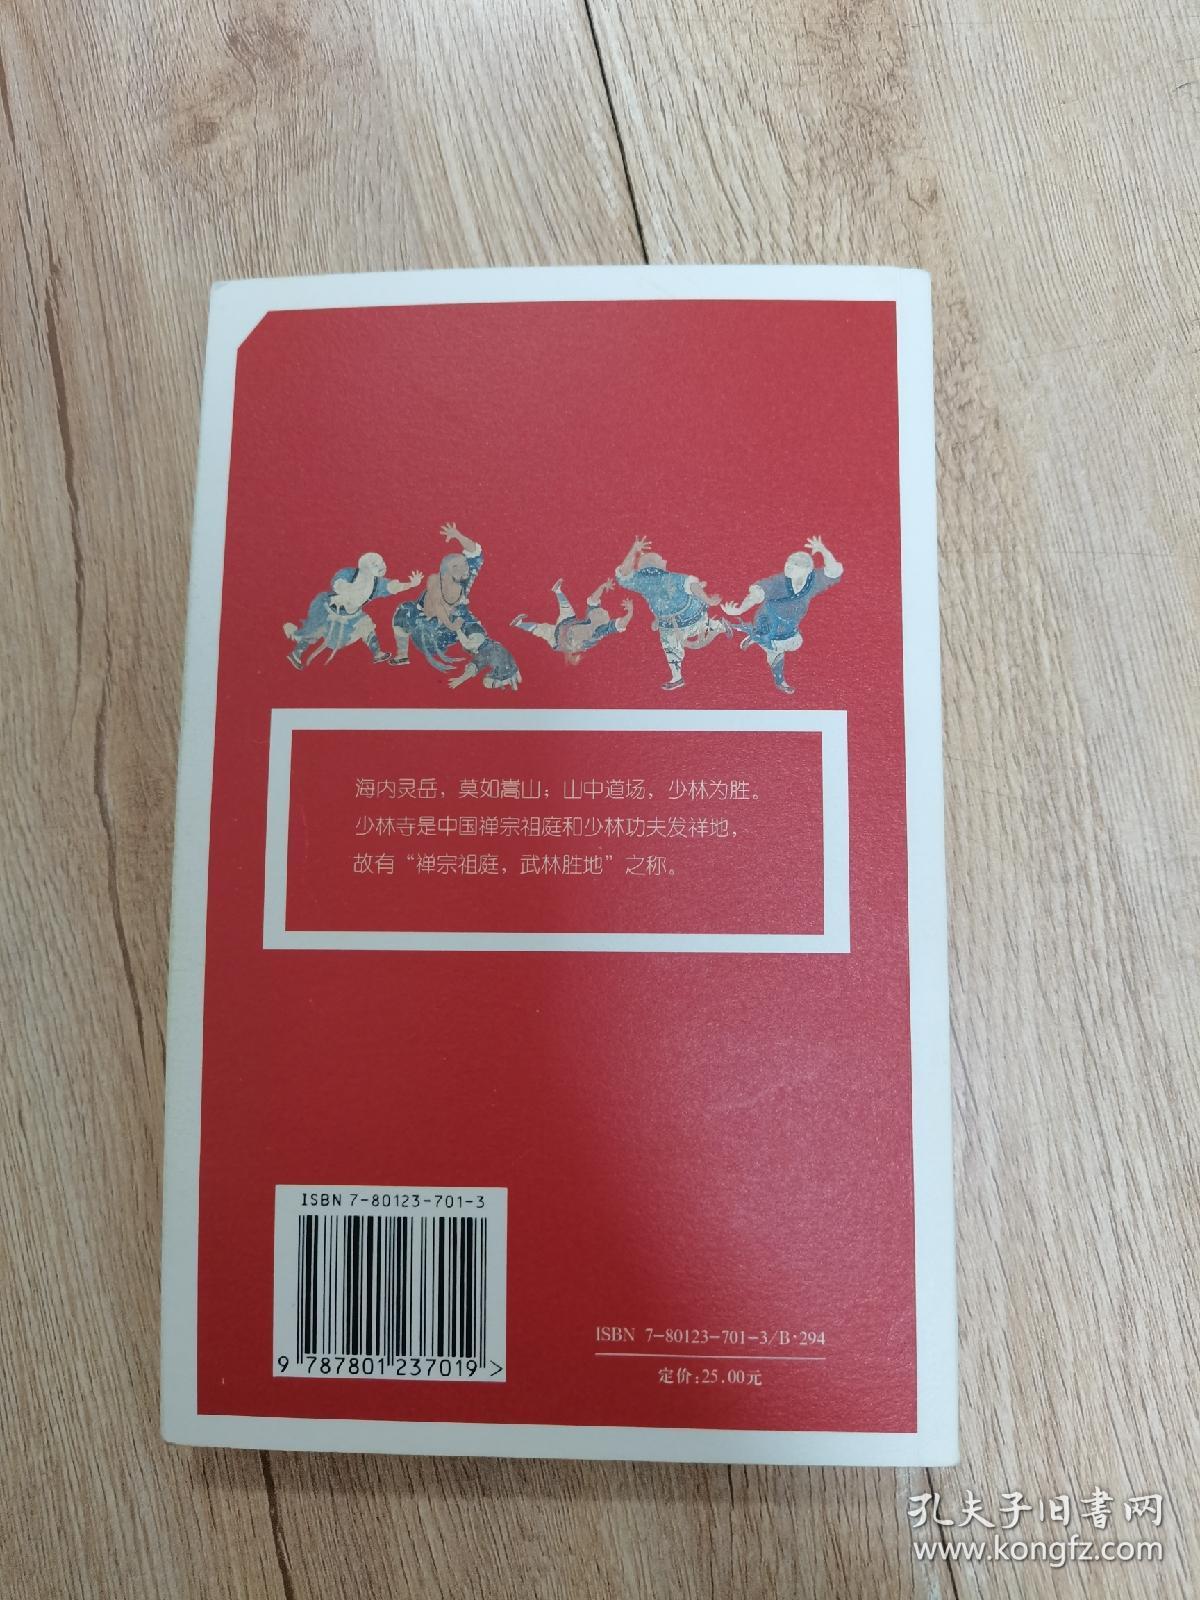 海内灵岳，莫如嵩山；山中道场，少林为胜。
少林寺是中国禅宗祖庭和少林功夫发祥地，
故有“禅宗祖庭，武林胜地”之称。
ISBN 7-80123-701-3
9 787801 237019 >
ISBN 7-80123-701-3/B·294
定价:25.00元
孔夫子旧书网
www.kongfz.com